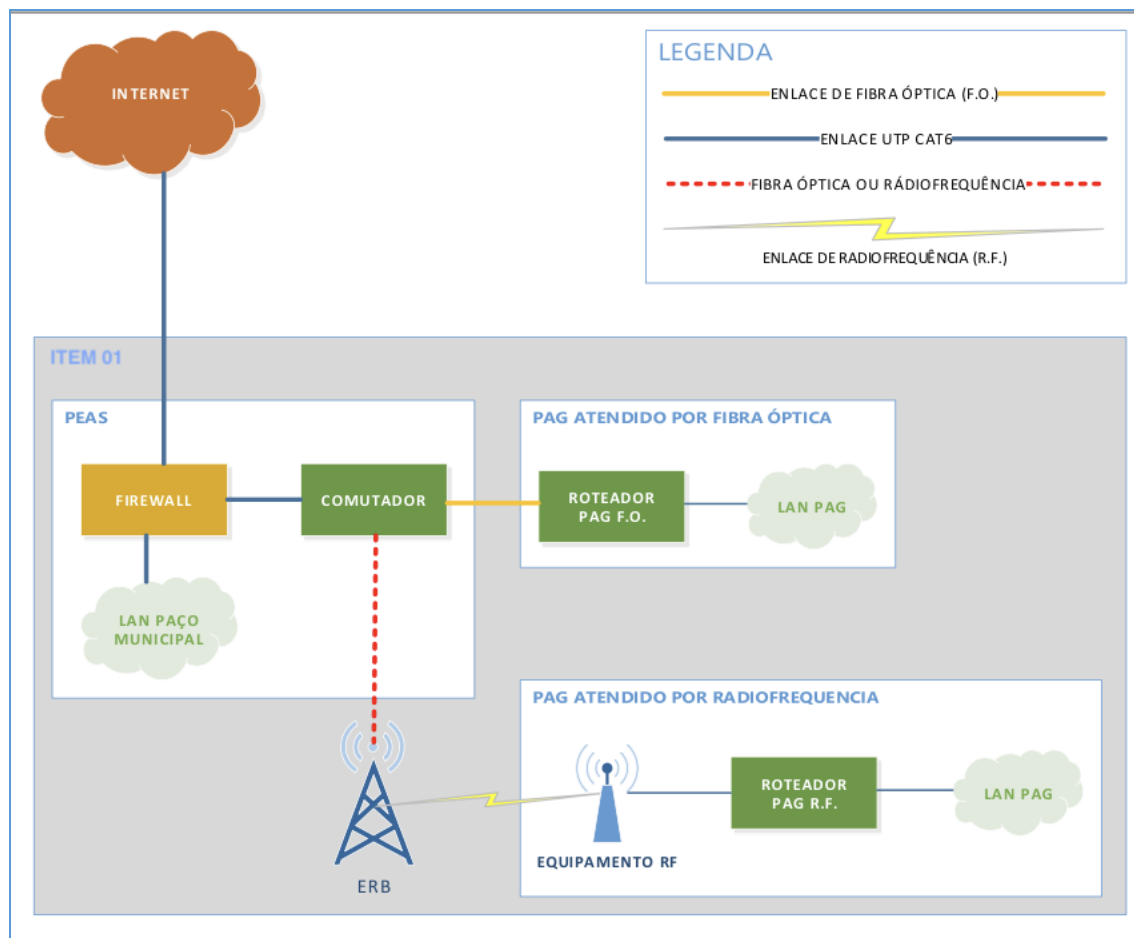 INTERNET
LEGENDA
ENLACE DE FIBRA ÓPTICA (F.O.)
ENLACE UTP CAT6
FIBRA ÓPTICA OU RÁDIOFREQUÊNCIA
ENLACE DE RADIOFREQUÊNCIA (R.F.)
ITEM 01
PEAS
FIREWALL
COMUTADOR
LAN PAÇO
MUNICIPAL
PAG ATENDIDO POR FIBRA ÓPTICA
ROTEADOR
PAG F.O.
LAN PAG
ERB
PAG ATENDIDO POR RADIOFREQUENCIA
EQUIPAMENTO RF
ROTEADOR
PAG R.F.
LAN PAG